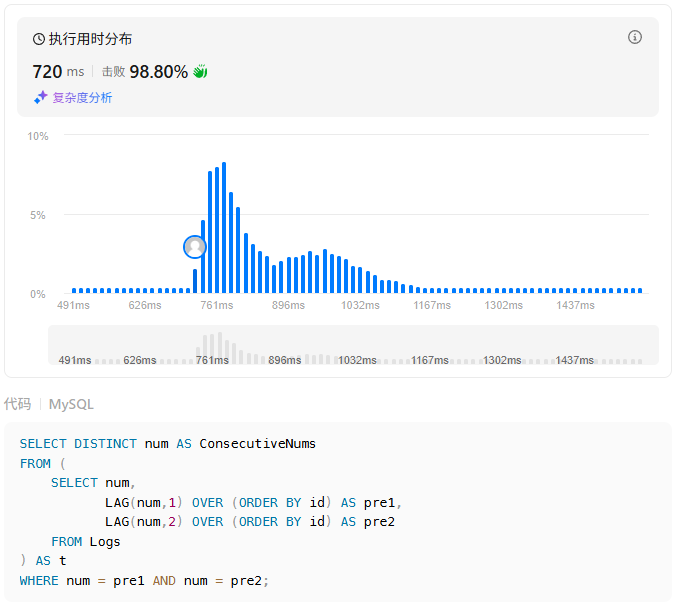 执行用时分布
720 ms 击败 98.80%
复杂度分析
10%
5%
0%
491ms 626ms 761ms 896ms 1032ms 1167ms 1302ms 1437ms
491ms 626ms 761ms 896ms 1032ms 1167ms 1302ms 1437ms
代码 MySQL
SELECT DISTINCT num AS ConsecutiveNums
FROM (
    SELECT num,
           LAG(num,1) OVER (ORDER BY id) AS pre1,
           LAG(num,2) OVER (ORDER BY id) AS pre2
    FROM Logs
) AS t
WHERE num = pre1 AND num = pre2;